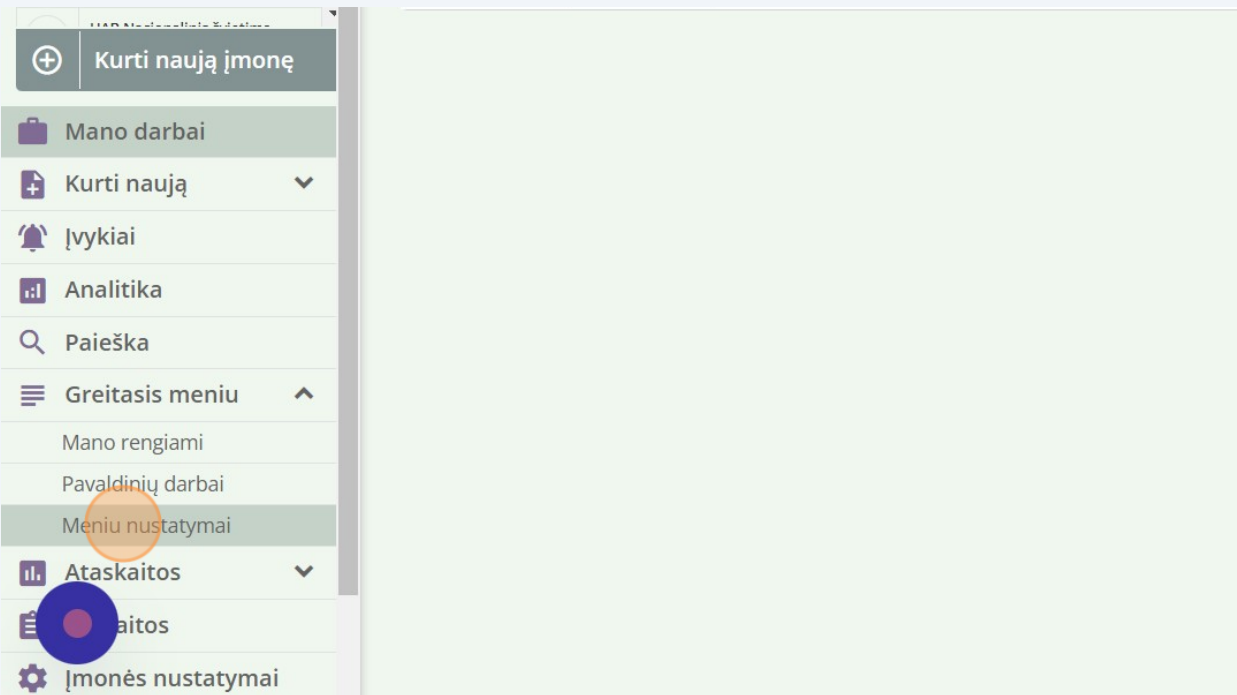 Kurti naują įmonę
Mano darbai
Kurti naują
Įvykiai
Analitika
Paieška
Greitasis meniu
Mano rengiami
Pavaldinių darbai
Meniu nustatymai
Ataskaitos
aitos
Įmonės nustatymai